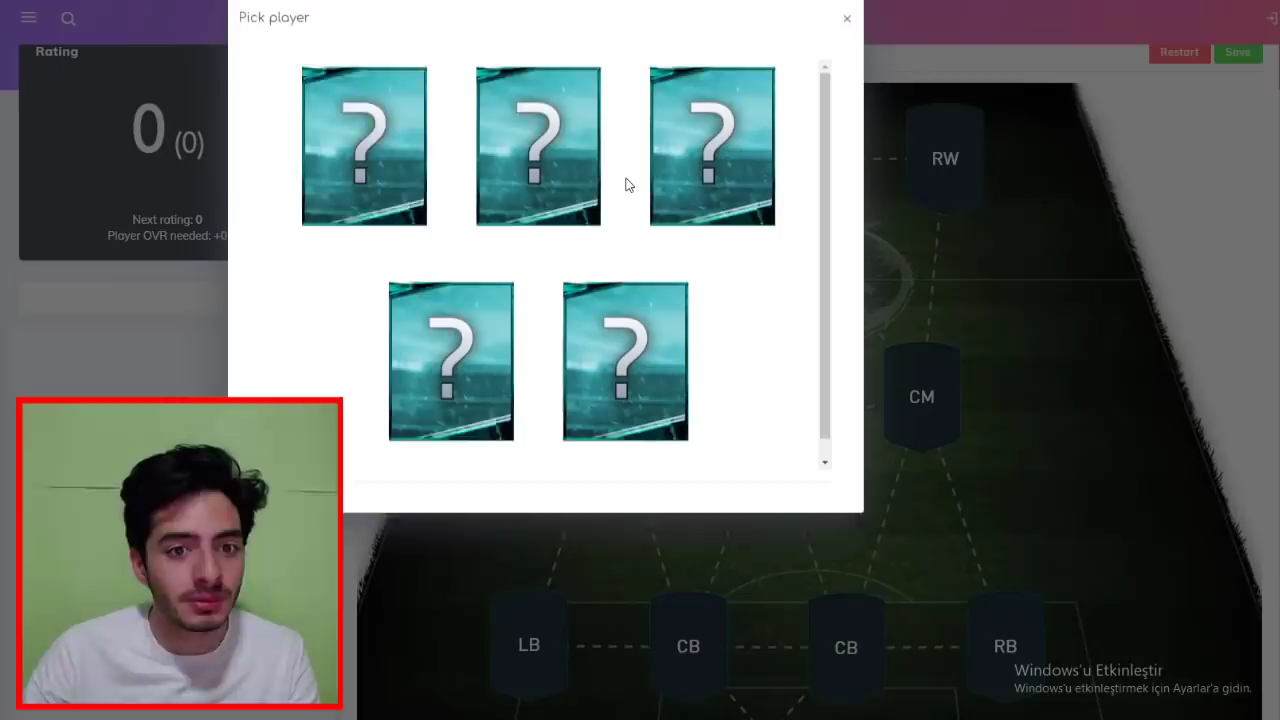 Pick player
×
Rating
Restart
Save
0 (0)
Next rating: 0
Player OVR needed: +0
?
?
?
?
?
RW
CM
LB
CB
CB
RB
Windows'u Etkinleştir
Windows'u etkinleştirmek için Ayarlar'a gidin.